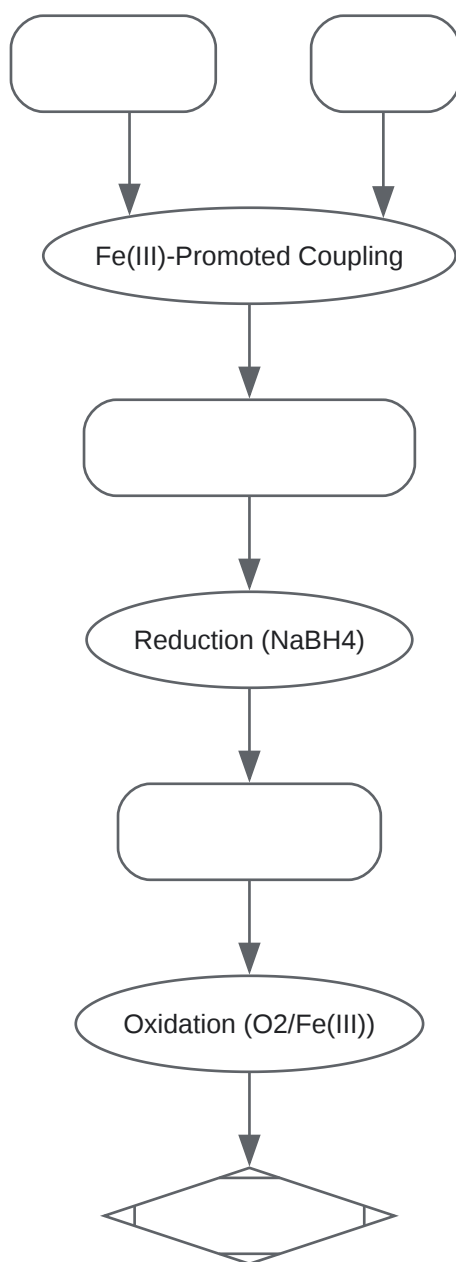 Fe(III)-Promoted Coupling
Reduction (NaBH4)
Oxidation (O2/Fe(III))